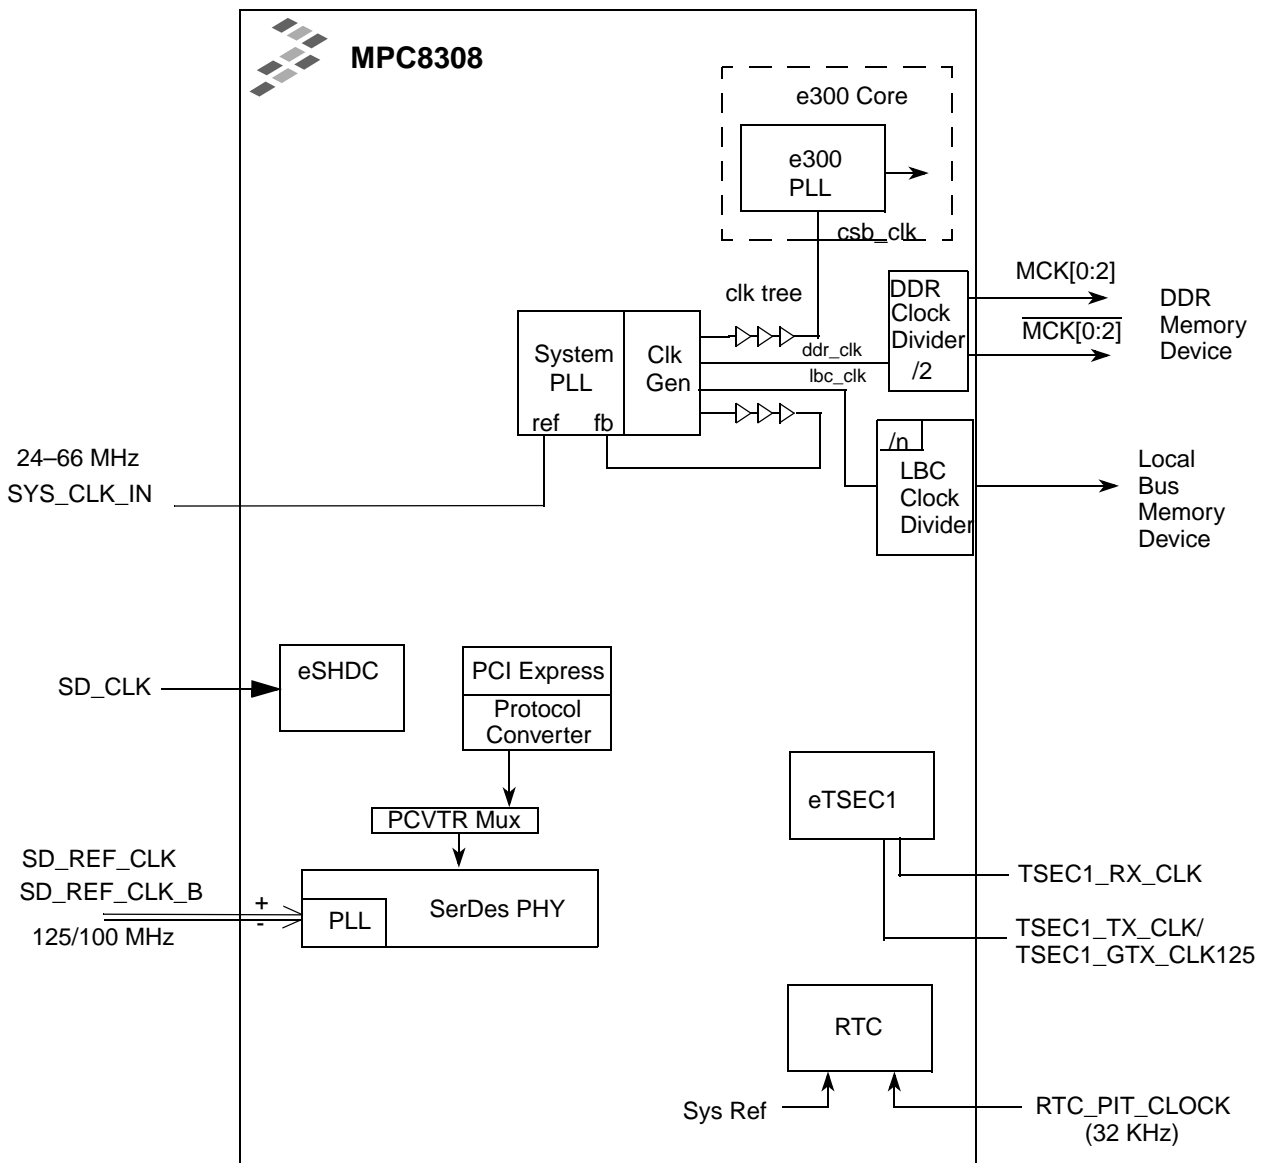 MPC8308
e300 Core
e300
PLL
csb_clk
MCK[0:2]
clk tree
DDR
Clock
Divider
/2
DDR
Memory
Device
MCK[0:2]
System
PLL
Clk
Gen
ddr_clk
lbc_clk
ref
fb
/n
LBC
Clock
Divider
Local
Bus
Memory
Device
24–66 MHz
SYS_CLK_IN
eSHDC
PCI Express
SD_CLK
Protocol
Converter
eTSEC1
PCVTR Mux
SD_REF_CLK
SD_REF_CLK_B
+
-
PLL
SerDes PHY
125/100 MHz
TSEC1_RX_CLK
TSEC1_TX_CLK/
TSEC1_GTX_CLK125
RTC
Sys Ref
RTC_PIT_CLOCK
(32 KHz)